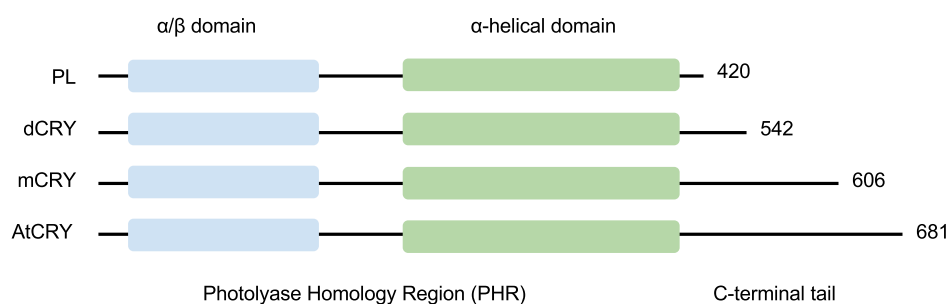 α/β domain α-helical domain
PL 420
dCRY 542
mCRY 606
AtCRY 681
Photolyase Homology Region (PHR) C-terminal tail